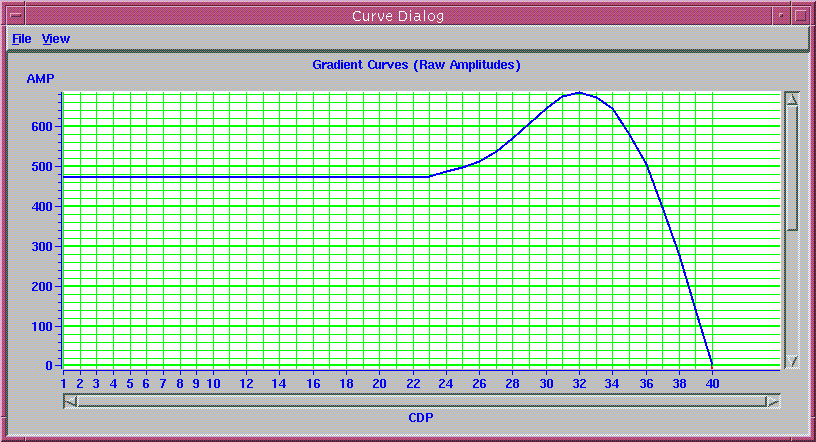 Curve Dialog
File View
Gradient Curves (Raw Amplitudes)
AMP
600
500
400
300
200
100
0
1 2 3 4 5 6 7 8 9 10 12 14 16 18 20 22 24 26 28 30 32 34 36 38 40
CDP